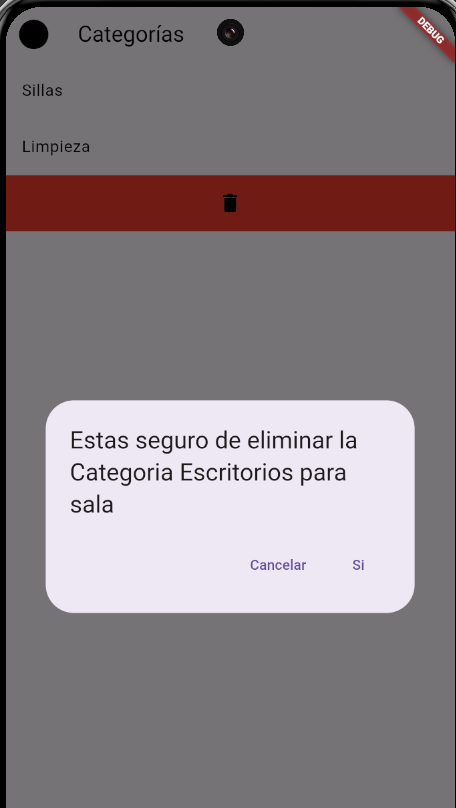 Categorías
DEBUG
Sillas
Limpieza
Estas seguro de eliminar la
Categoria Escritorios para
sala
Cancelar Si